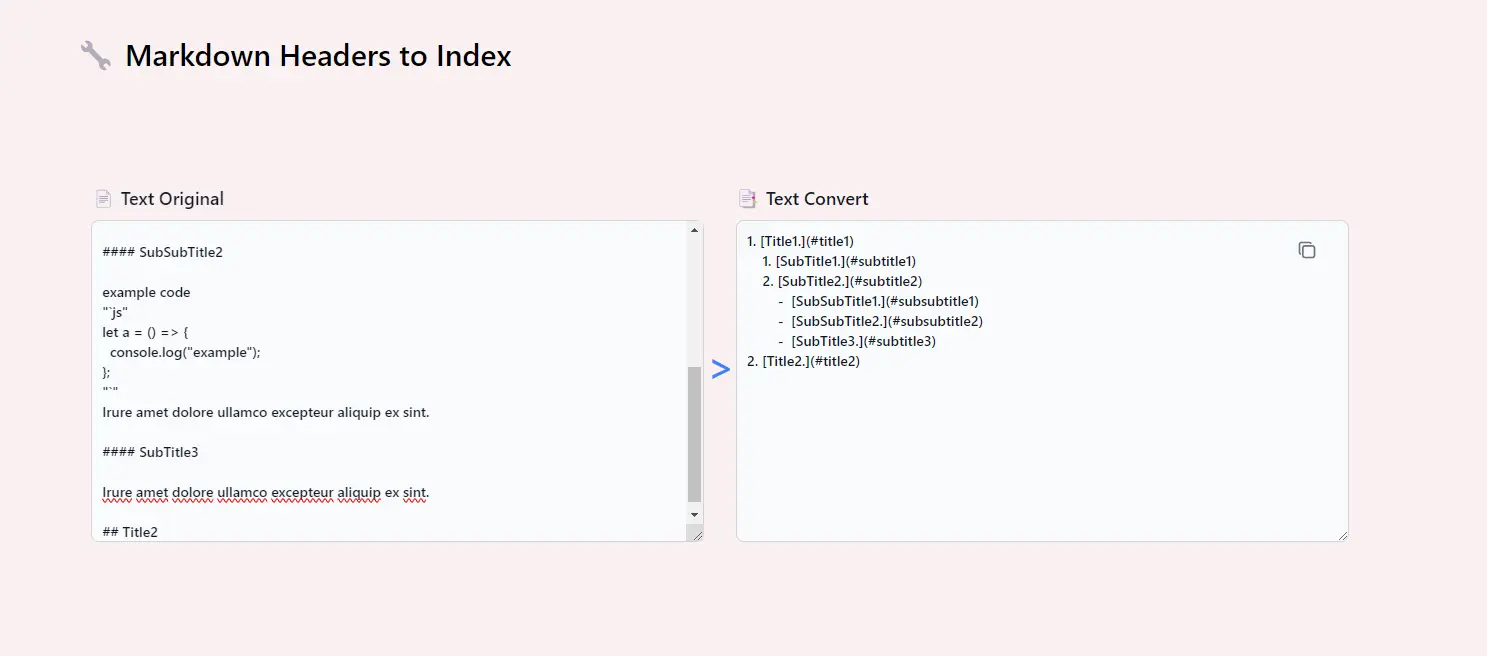 Markdown Headers to Index
Text Original
#### SubSubTitle2
example code
"`js"
let a = () => {
console.log("example");
};
"`"
Irure amet dolore ullamco excepteur aliquip ex sint.
#### SubTitle3
Irure amet dolore ullamco excepteur aliquip ex sint.
## Title2
>
Text Convert
1. [Title1.](#title1)
1. [SubTitle1.](#subtitle1)
2. [SubTitle2.](#subtitle2)
- [SubSubTitle1.](#subsubtitle1)
- [SubSubTitle2.](#subsubtitle2)
- [SubTitle3.](#subtitle3)
2. [Title2.](#title2)